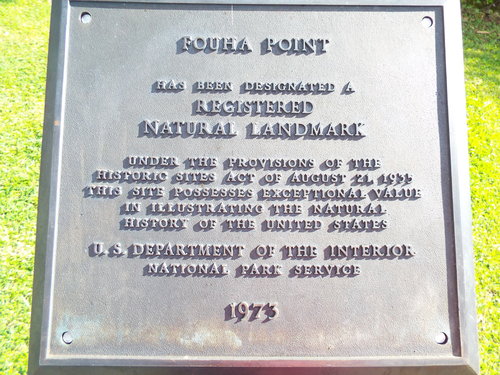 FOUHA POINT
HAS BEEN DESIGNATED A
REGISTERED
NATURAL LANDMARK
UNDER THE PROVISIONS OF THE
HISTORIC SITES ACT OF AUGUST 21, 1935
THIS SITE POSSESSES EXCEPTIONAL VALUE
IN ILLUSTRATING THE NATURAL
HISTORY OF THE UNITED STATES
U. S. DEPARTMENT OF THE INTERIOR
NATIONAL PARK SERVICE
1973